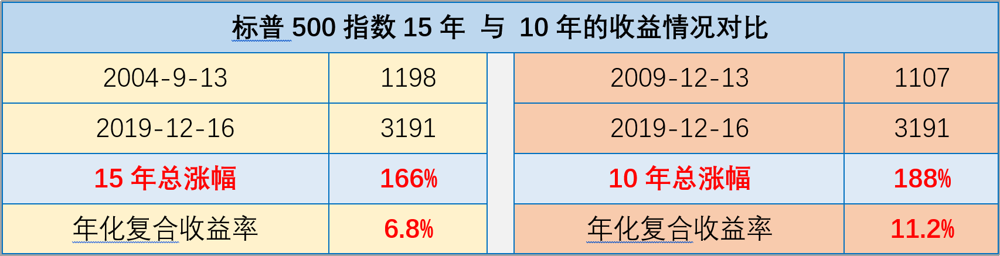 标普 500 指数 15 年 与 10 年的收益情况对比
2004-9-13 1198 2009-12-13 1107
2019-12-16 3191 2019-12-16 3191
15 年总涨幅 166% 10 年总涨幅 188%
年化复合收益率 6.8% 年化复合收益率 11.2%